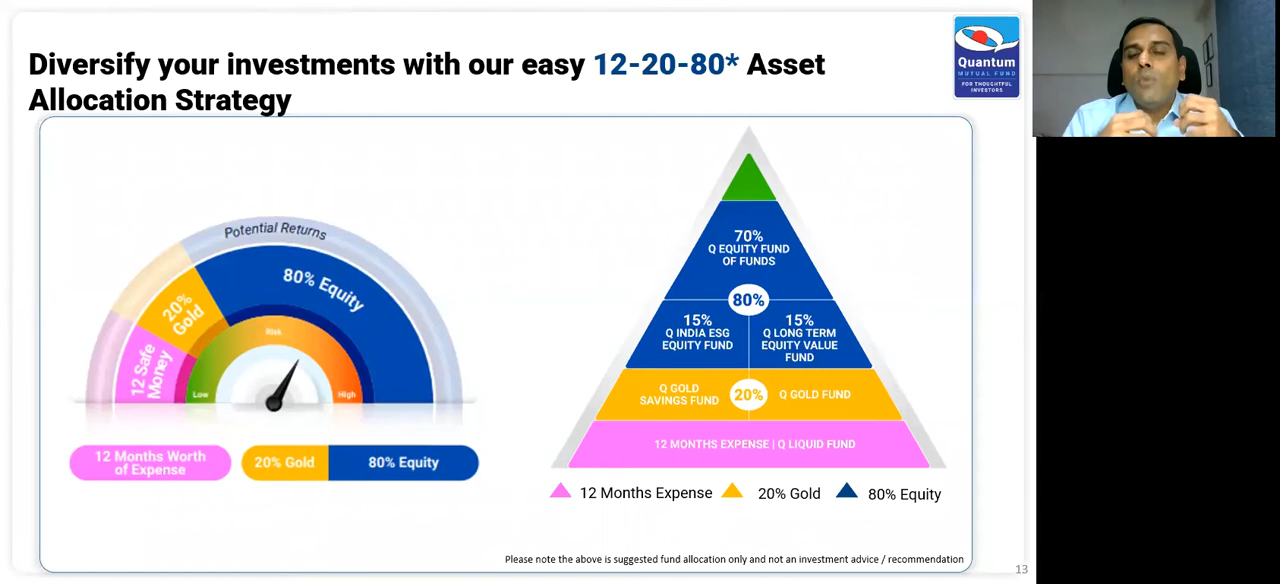 Diversify your investments with our easy 12-20-80* Asset
Allocation Strategy
Quantum
MUTUAL FUND
FOR THOUGHTFUL
INVESTORS
Potential Returns
80% Equity
20%
Gold
12 Safe
Money
Risk
Low
High
12 Months Worth
of Expense
20% Gold
80% Equity
70%
Q EQUITY FUND
OF FUNDS
80%
15%
Q INDIA ESG
EQUITY FUND
15%
Q LONG TERM
EQUITY VALUE
FUND
Q GOLD
SAVINGS FUND
20%
Q GOLD FUND
12 MONTHS EXPENSE | Q LIQUID FUND
12 Months Expense
20% Gold
80% Equity
Please note the above is suggested fund allocation only and not an investment advice / recommendation
13